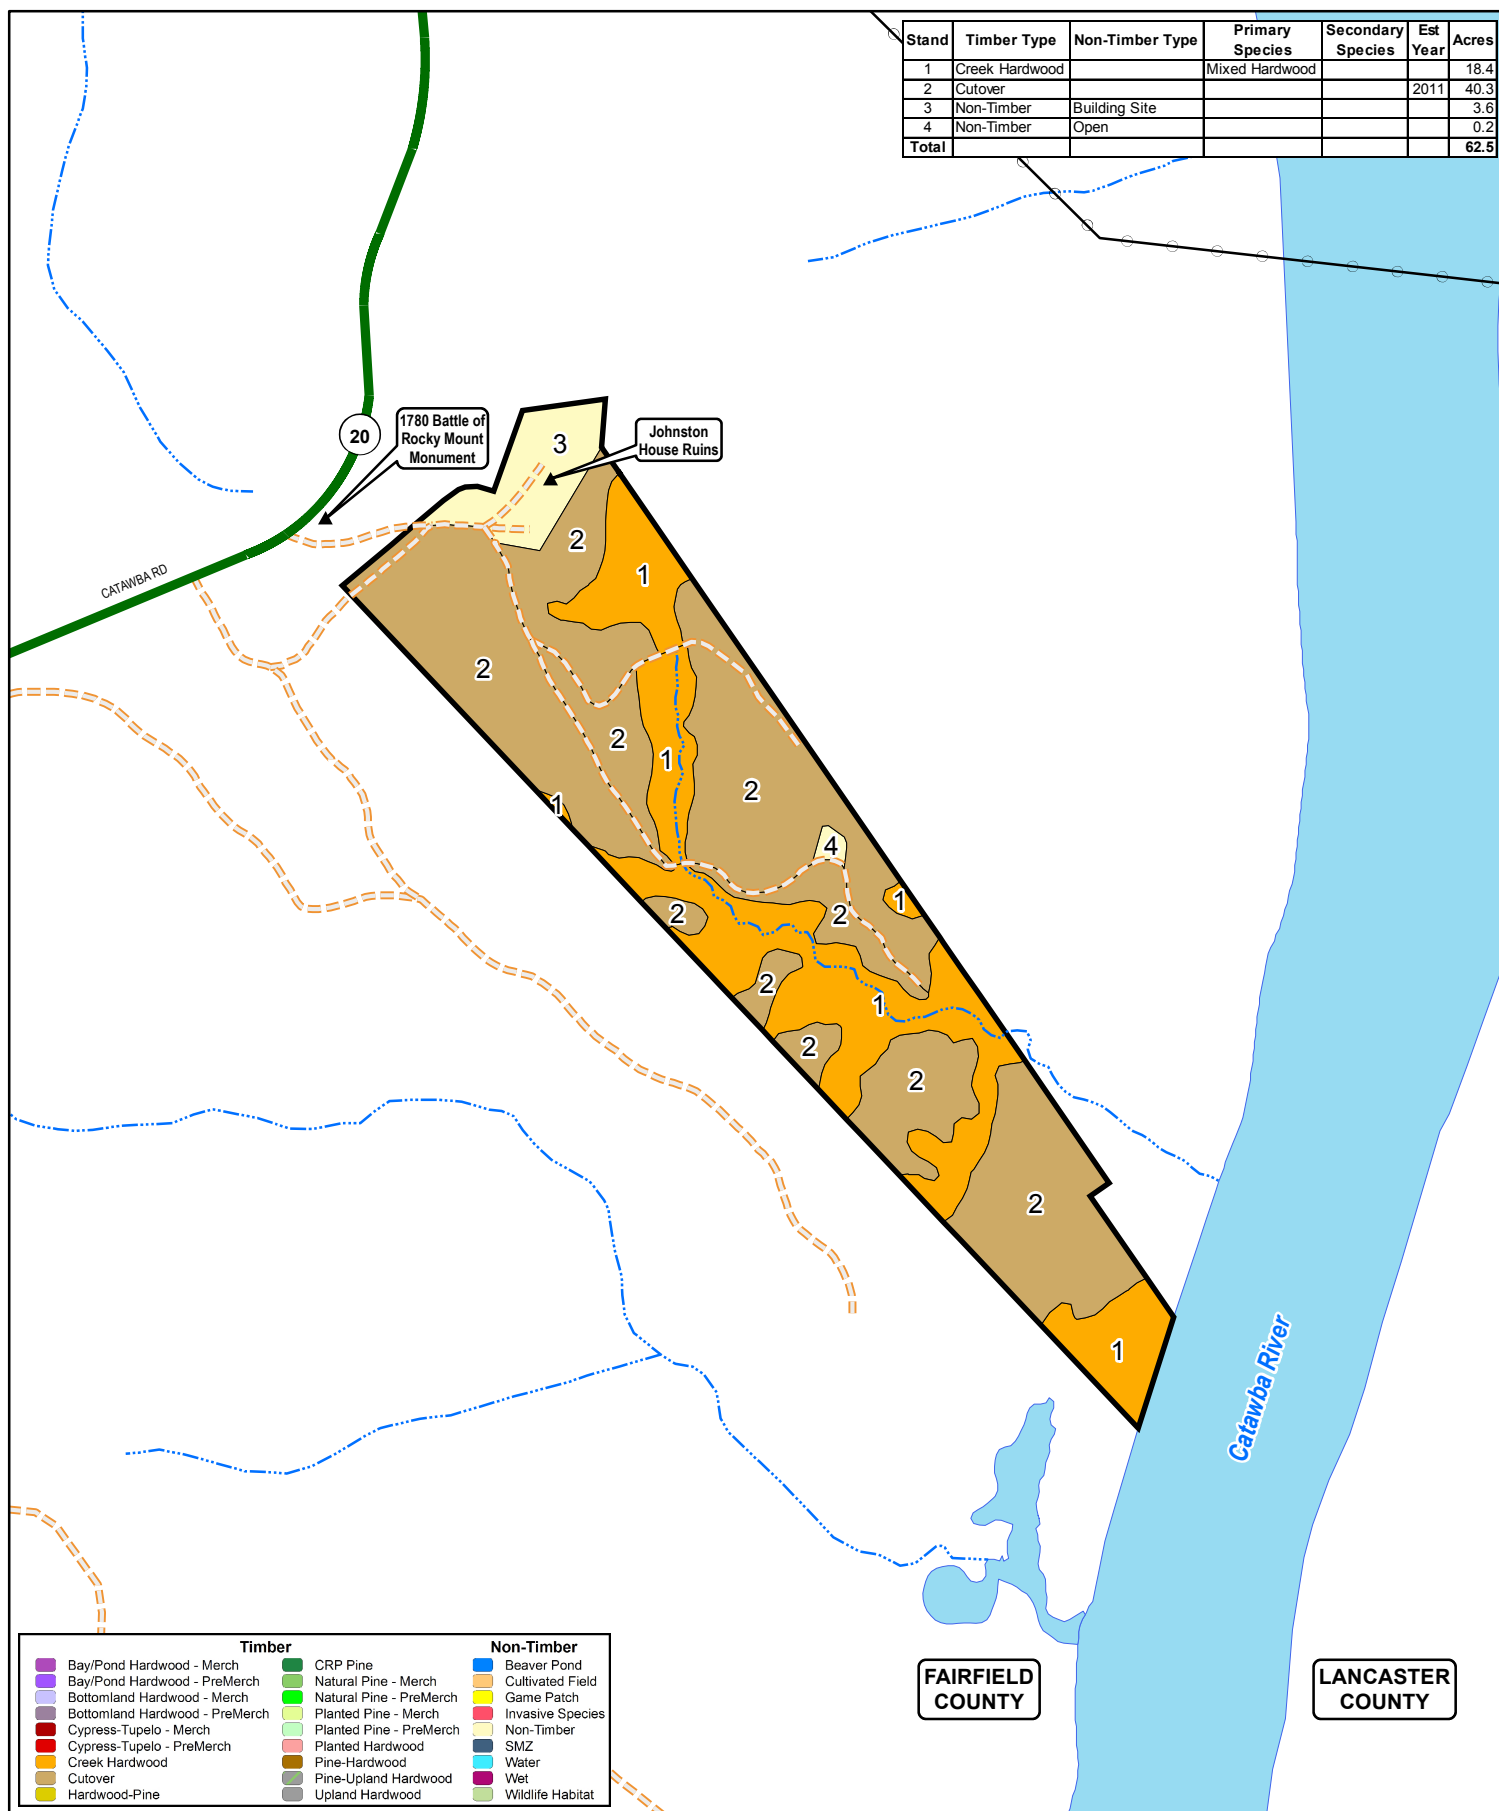 Stand Timber Type Non-Timber Type Primary Species Secondary Species Est Year Acres
1 Creek Hardwood Mixed Hardwood 18.4
2 Cutover 2011 40.3
3 Non-Timber Building Site 3.6
4 Non-Timber Open 0.2
Total 62.5
20
1780 Battle of
Rocky Mount
Monument
Johnston
House Ruins
3
2
1
CATAWBA RD
2
2
1
2
1
4
1
2
2
2
1
2
2
2
1
Catawba River
FAIRFIELD
COUNTY
LANCASTER
COUNTY
Timber
Bay/Pond Hardwood - Merch
Bay/Pond Hardwood - PreMerch
Bottomland Hardwood - Merch
Bottomland Hardwood - PreMerch
Cypress-Tupelo - Merch
Cypress-Tupelo - PreMerch
Creek Hardwood
Cutover
Hardwood-Pine
CRP Pine
Natural Pine - Merch
Natural Pine - PreMerch
Planted Pine - Merch
Planted Pine - PreMerch
Planted Hardwood
Pine-Hardwood
Pine-Upland Hardwood
Upland Hardwood
Non-Timber
Beaver Pond
Cultivated Field
Game Patch
Invasive Species
Non-Timber
SMZ
Water
Wet
Wildlife Habitat